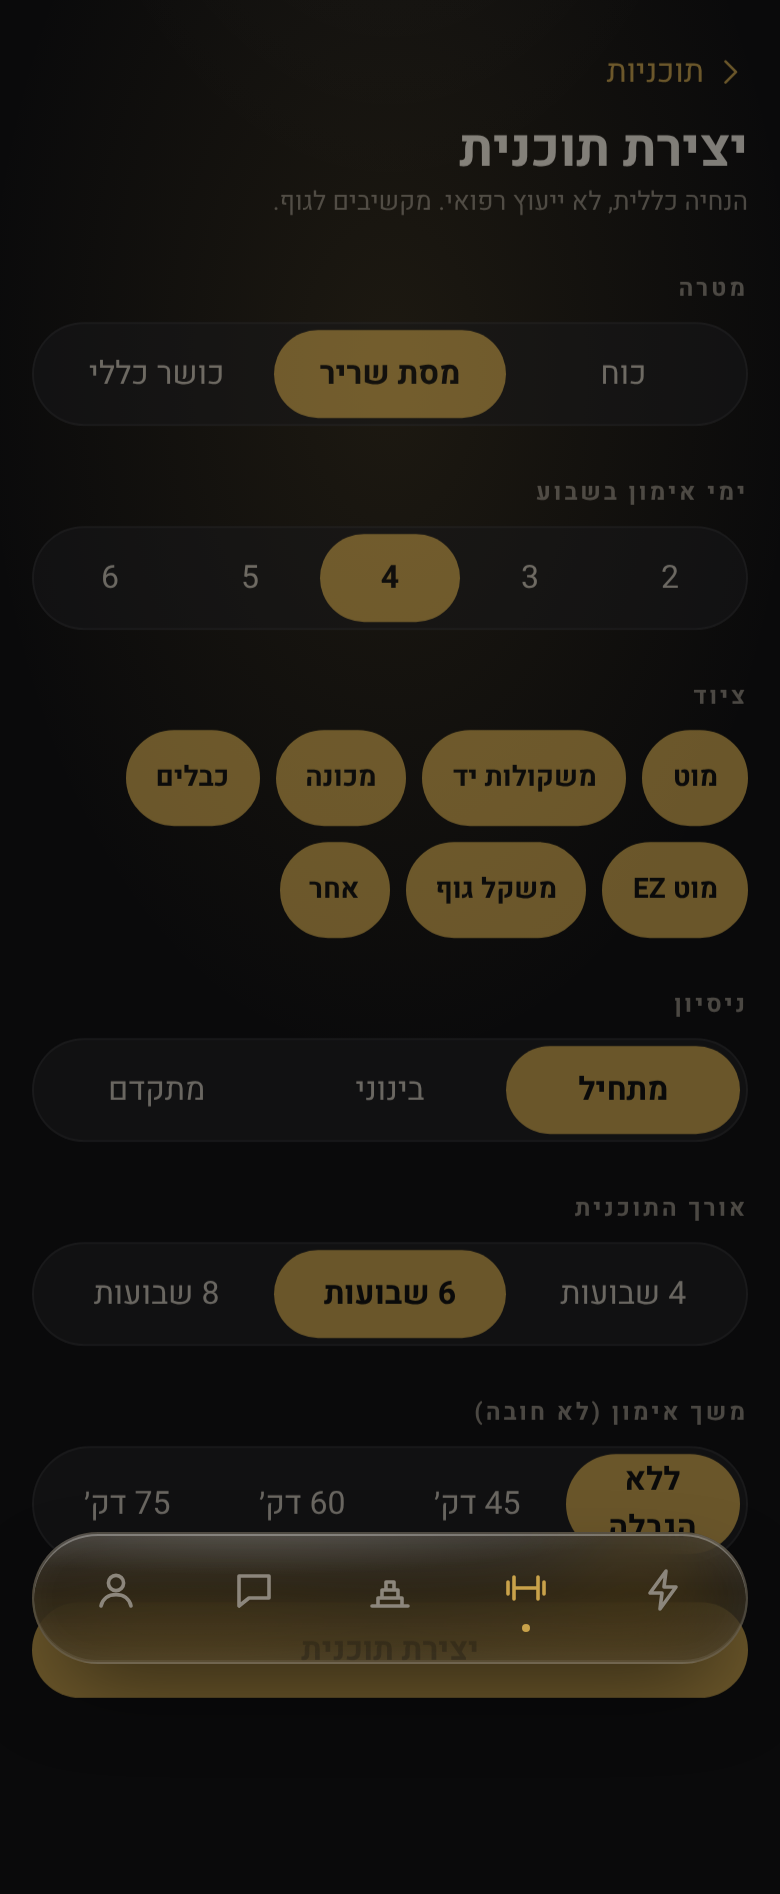 תוכניות
יצירת תוכנית
הנחיה כללית, לא ייעוץ רפואי. מקשיבים לגוף.
מטרה
כוח מסת שריר כושר כללי
ימי אימון בשבוע
2 3 4 5 6
ציוד
מוט משקולות יד מכונה כבלים
מוט EZ משקל גוף אחר
ניסיון
מתחיל בינוני מתקדם
אורך התוכנית
4 שבועות 6 שבועות 8 שבועות
משך אימון (לא חובה)
ללא הגבלה 45 דק׳ 60 דק׳ 75 דק׳
יצירת תוכנית